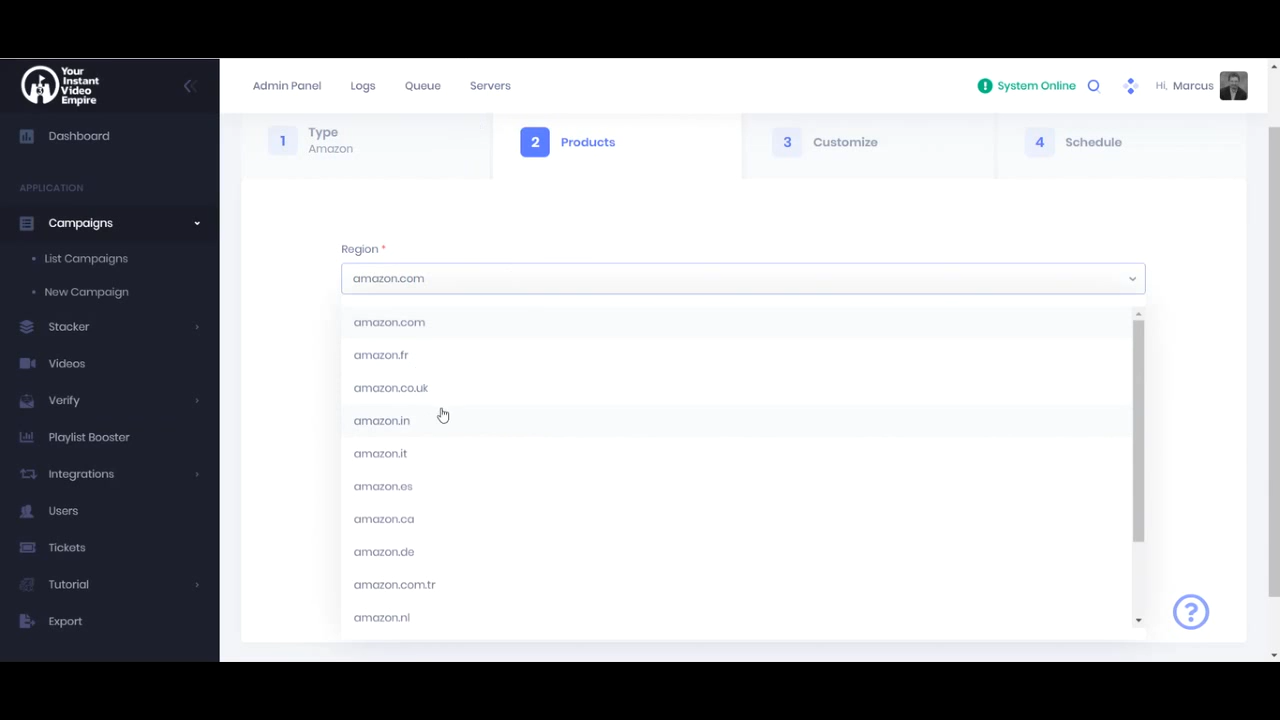 Your
Instant
Video
Empire
Admin Panel
Logs
Queue
Servers
System Online
Hi, Marcus
Dashboard
APPLICATION
Campaigns
List Campaigns
New Campaign
Stacker
Videos
Verify
Playlist Booster
Integrations
Users
Tickets
Tutorial
Export
1
Type
Amazon
2
Products
3
Customize
4
Schedule
Region *
amazon.com
amazon.com
amazon.fr
amazon.co.uk
amazon.in
amazon.it
amazon.es
amazon.ca
amazon.de
amazon.com.tr
amazon.nl
?